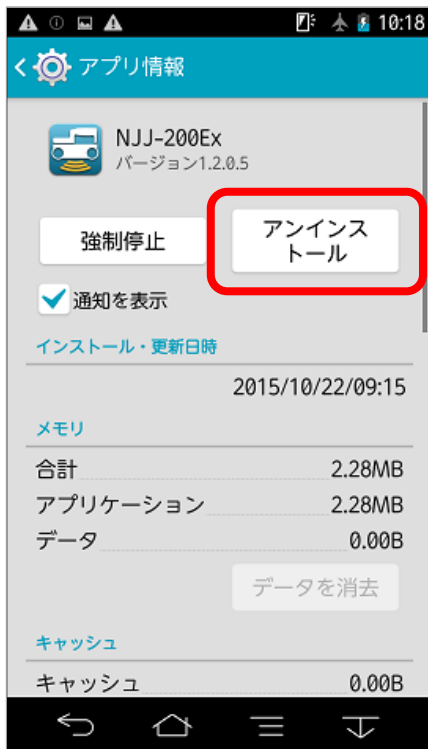 10:18
アプリ情報
NJJ-200Ex
バージョン1.2.0.5
強制停止
アンインス
トール
通知を表示
インストール・更新日時
2015/10/22/09:15
メモリ
合計 2.28MB
アプリケーション 2.28MB
データ 0.00B
データを消去
キャッシュ
キャッシュ 0.00B